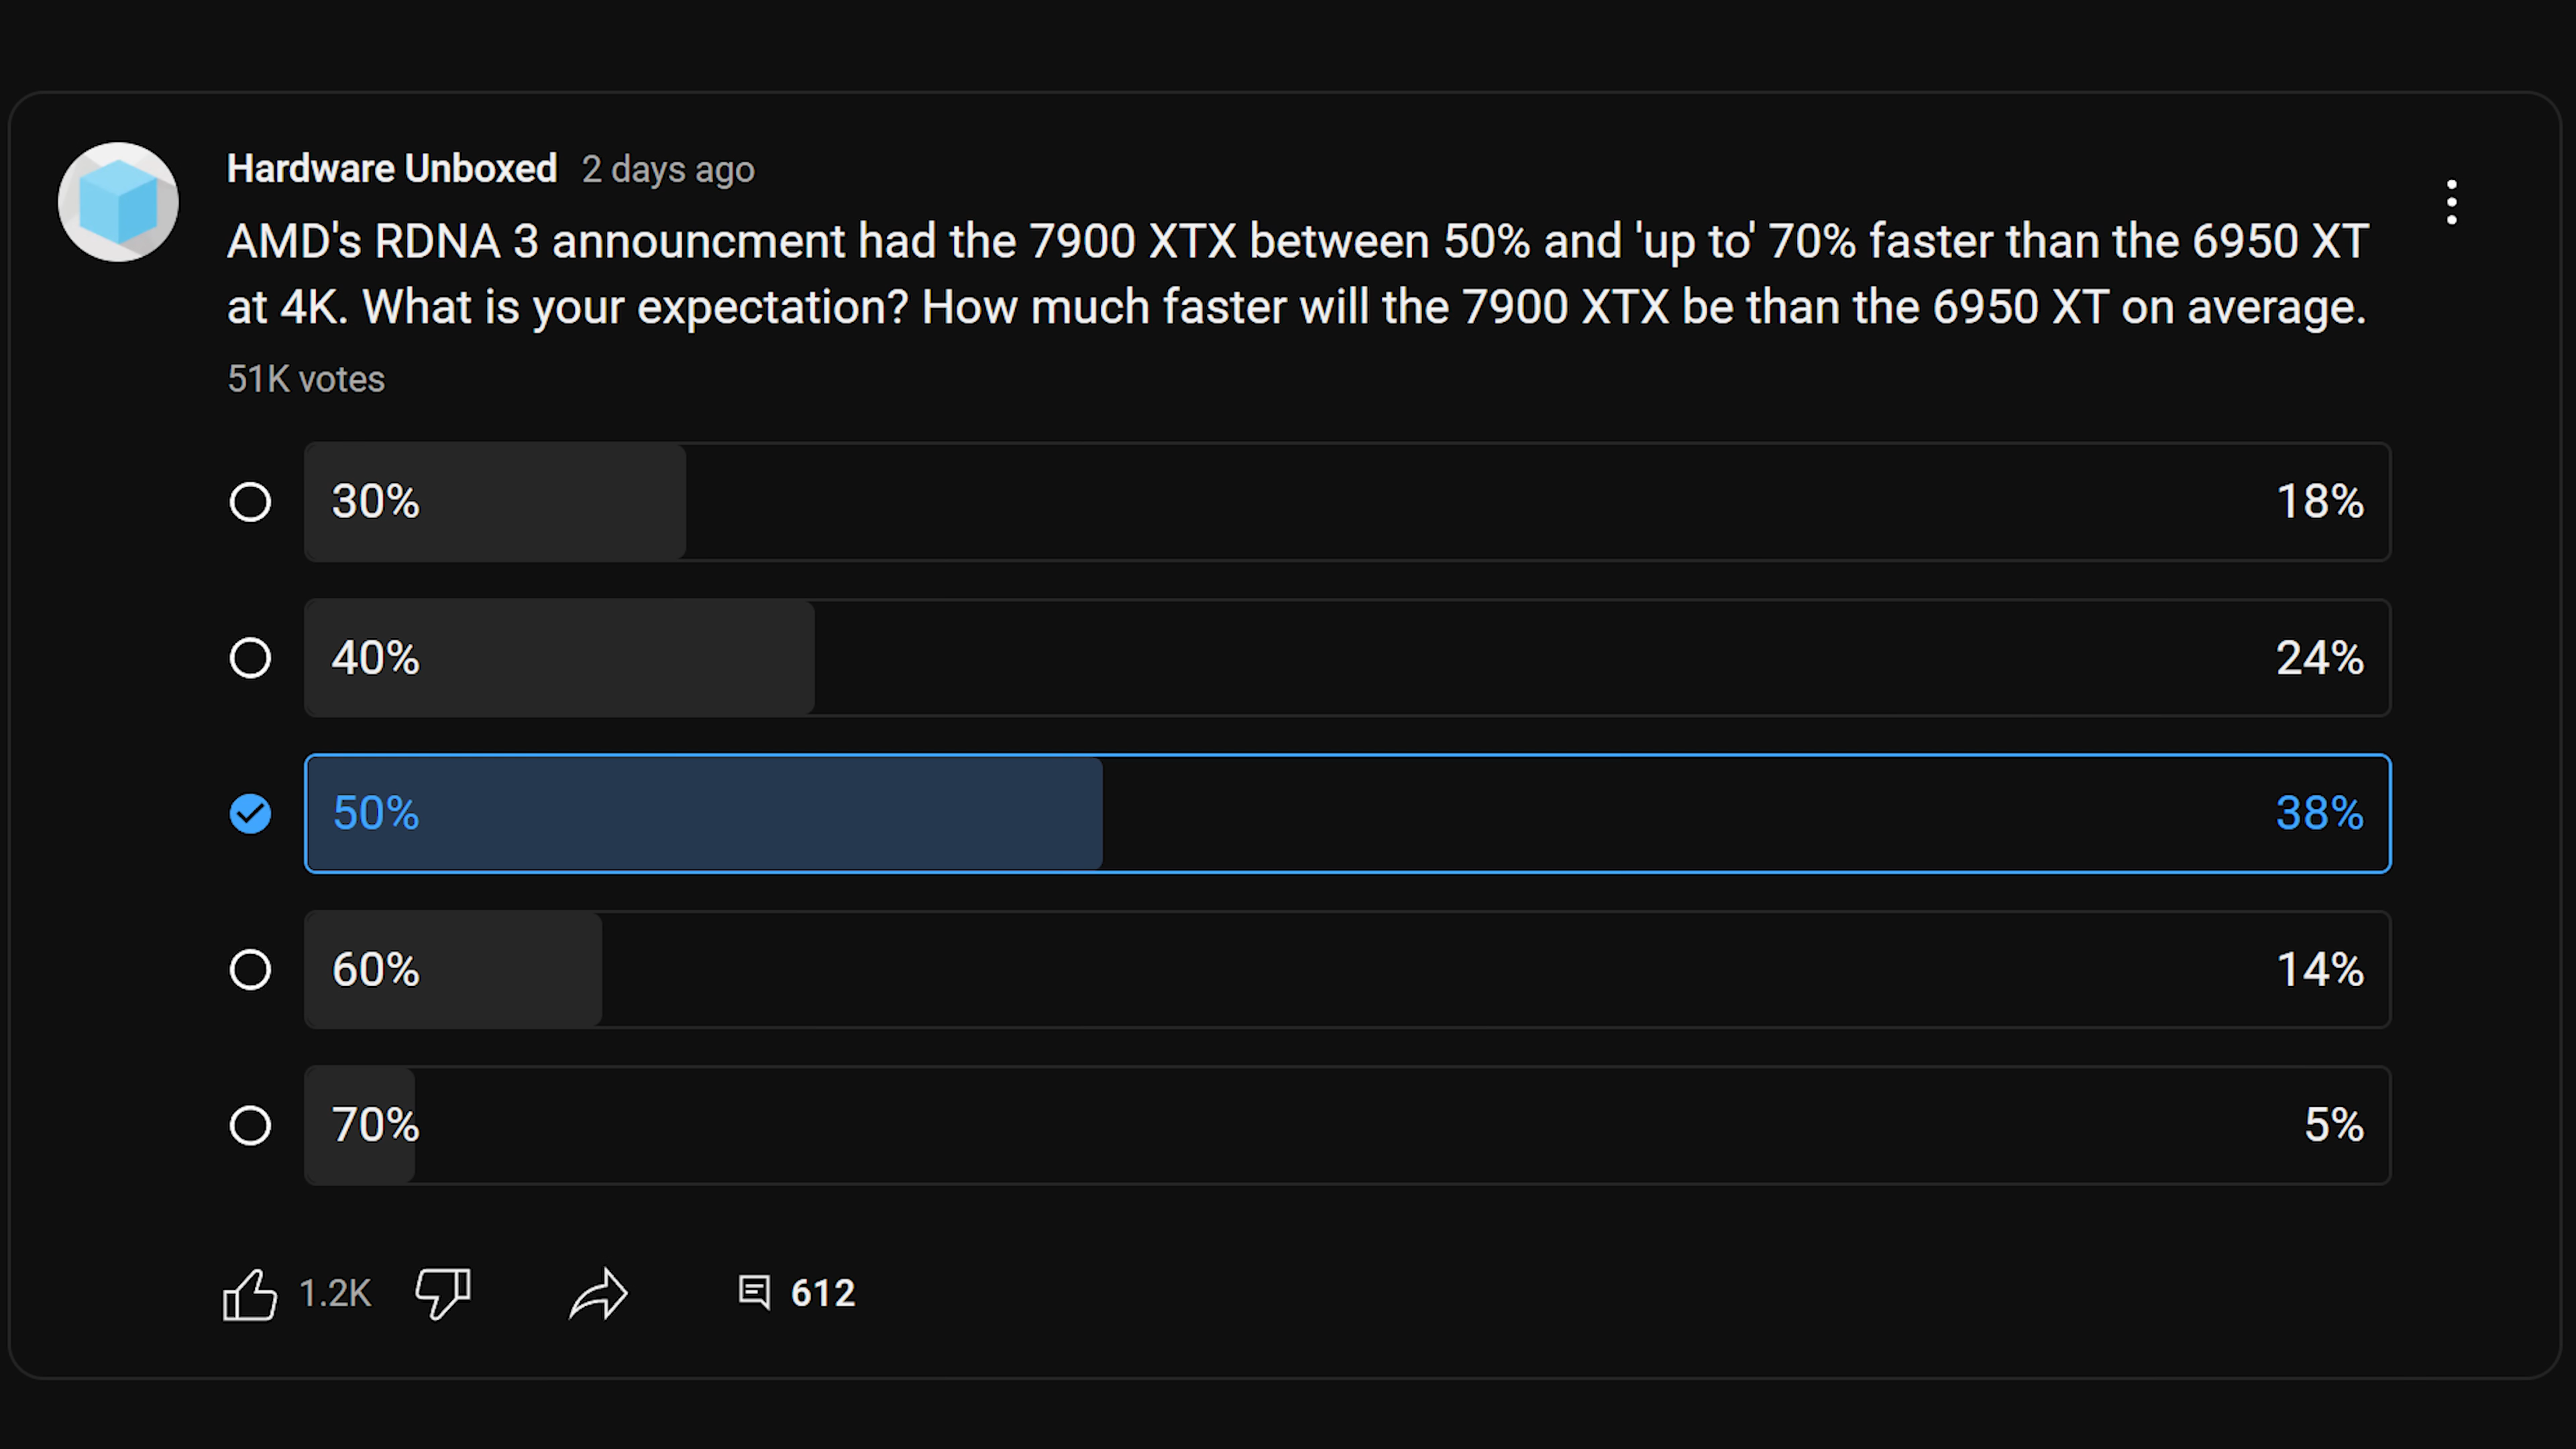 Hardware Unboxed 2 days ago
AMD's RDNA 3 announcment had the 7900 XTX between 50% and 'up to' 70% faster than the 6950 XT
at 4K. What is your expectation? How much faster will the 7900 XTX be than the 6950 XT on average.
51K votes
30% 18%
40% 24%
50% 38%
60% 14%
70% 5%
1.2K 612